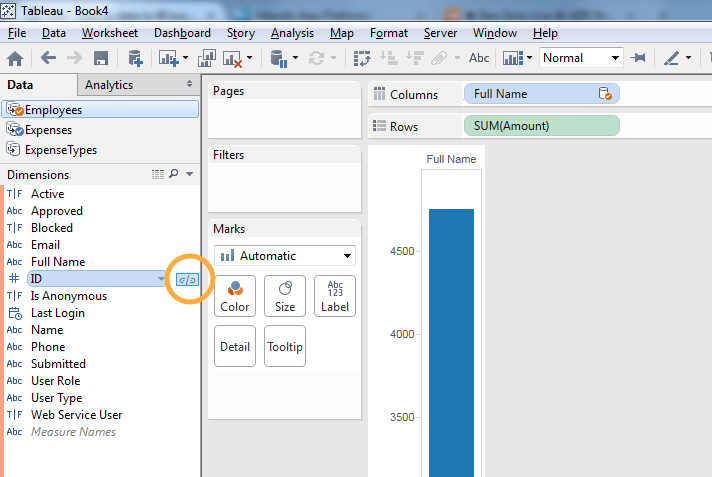 Tableau - Book4
File Data Worksheet Dashboard Story Analysis Map Format Server Window Help
Abc Normal
Data Analytics
Employees
Expenses
ExpenseTypes
Dimensions
T|F Active
Abc Approved
T|F Blocked
Abc Email
Abc Full Name
# ID
T|F Is Anonymous
Last Login
Abc Name
Abc Phone
Abc Submitted
Abc User Role
Abc User Type
T|F Web Service User
Abc Measure Names
Pages
Filters
Marks
Automatic
Color Size Abc 123 Label
Detail Tooltip
Columns Full Name
Rows SUM(Amount)
Full Name
4500
4000
3500